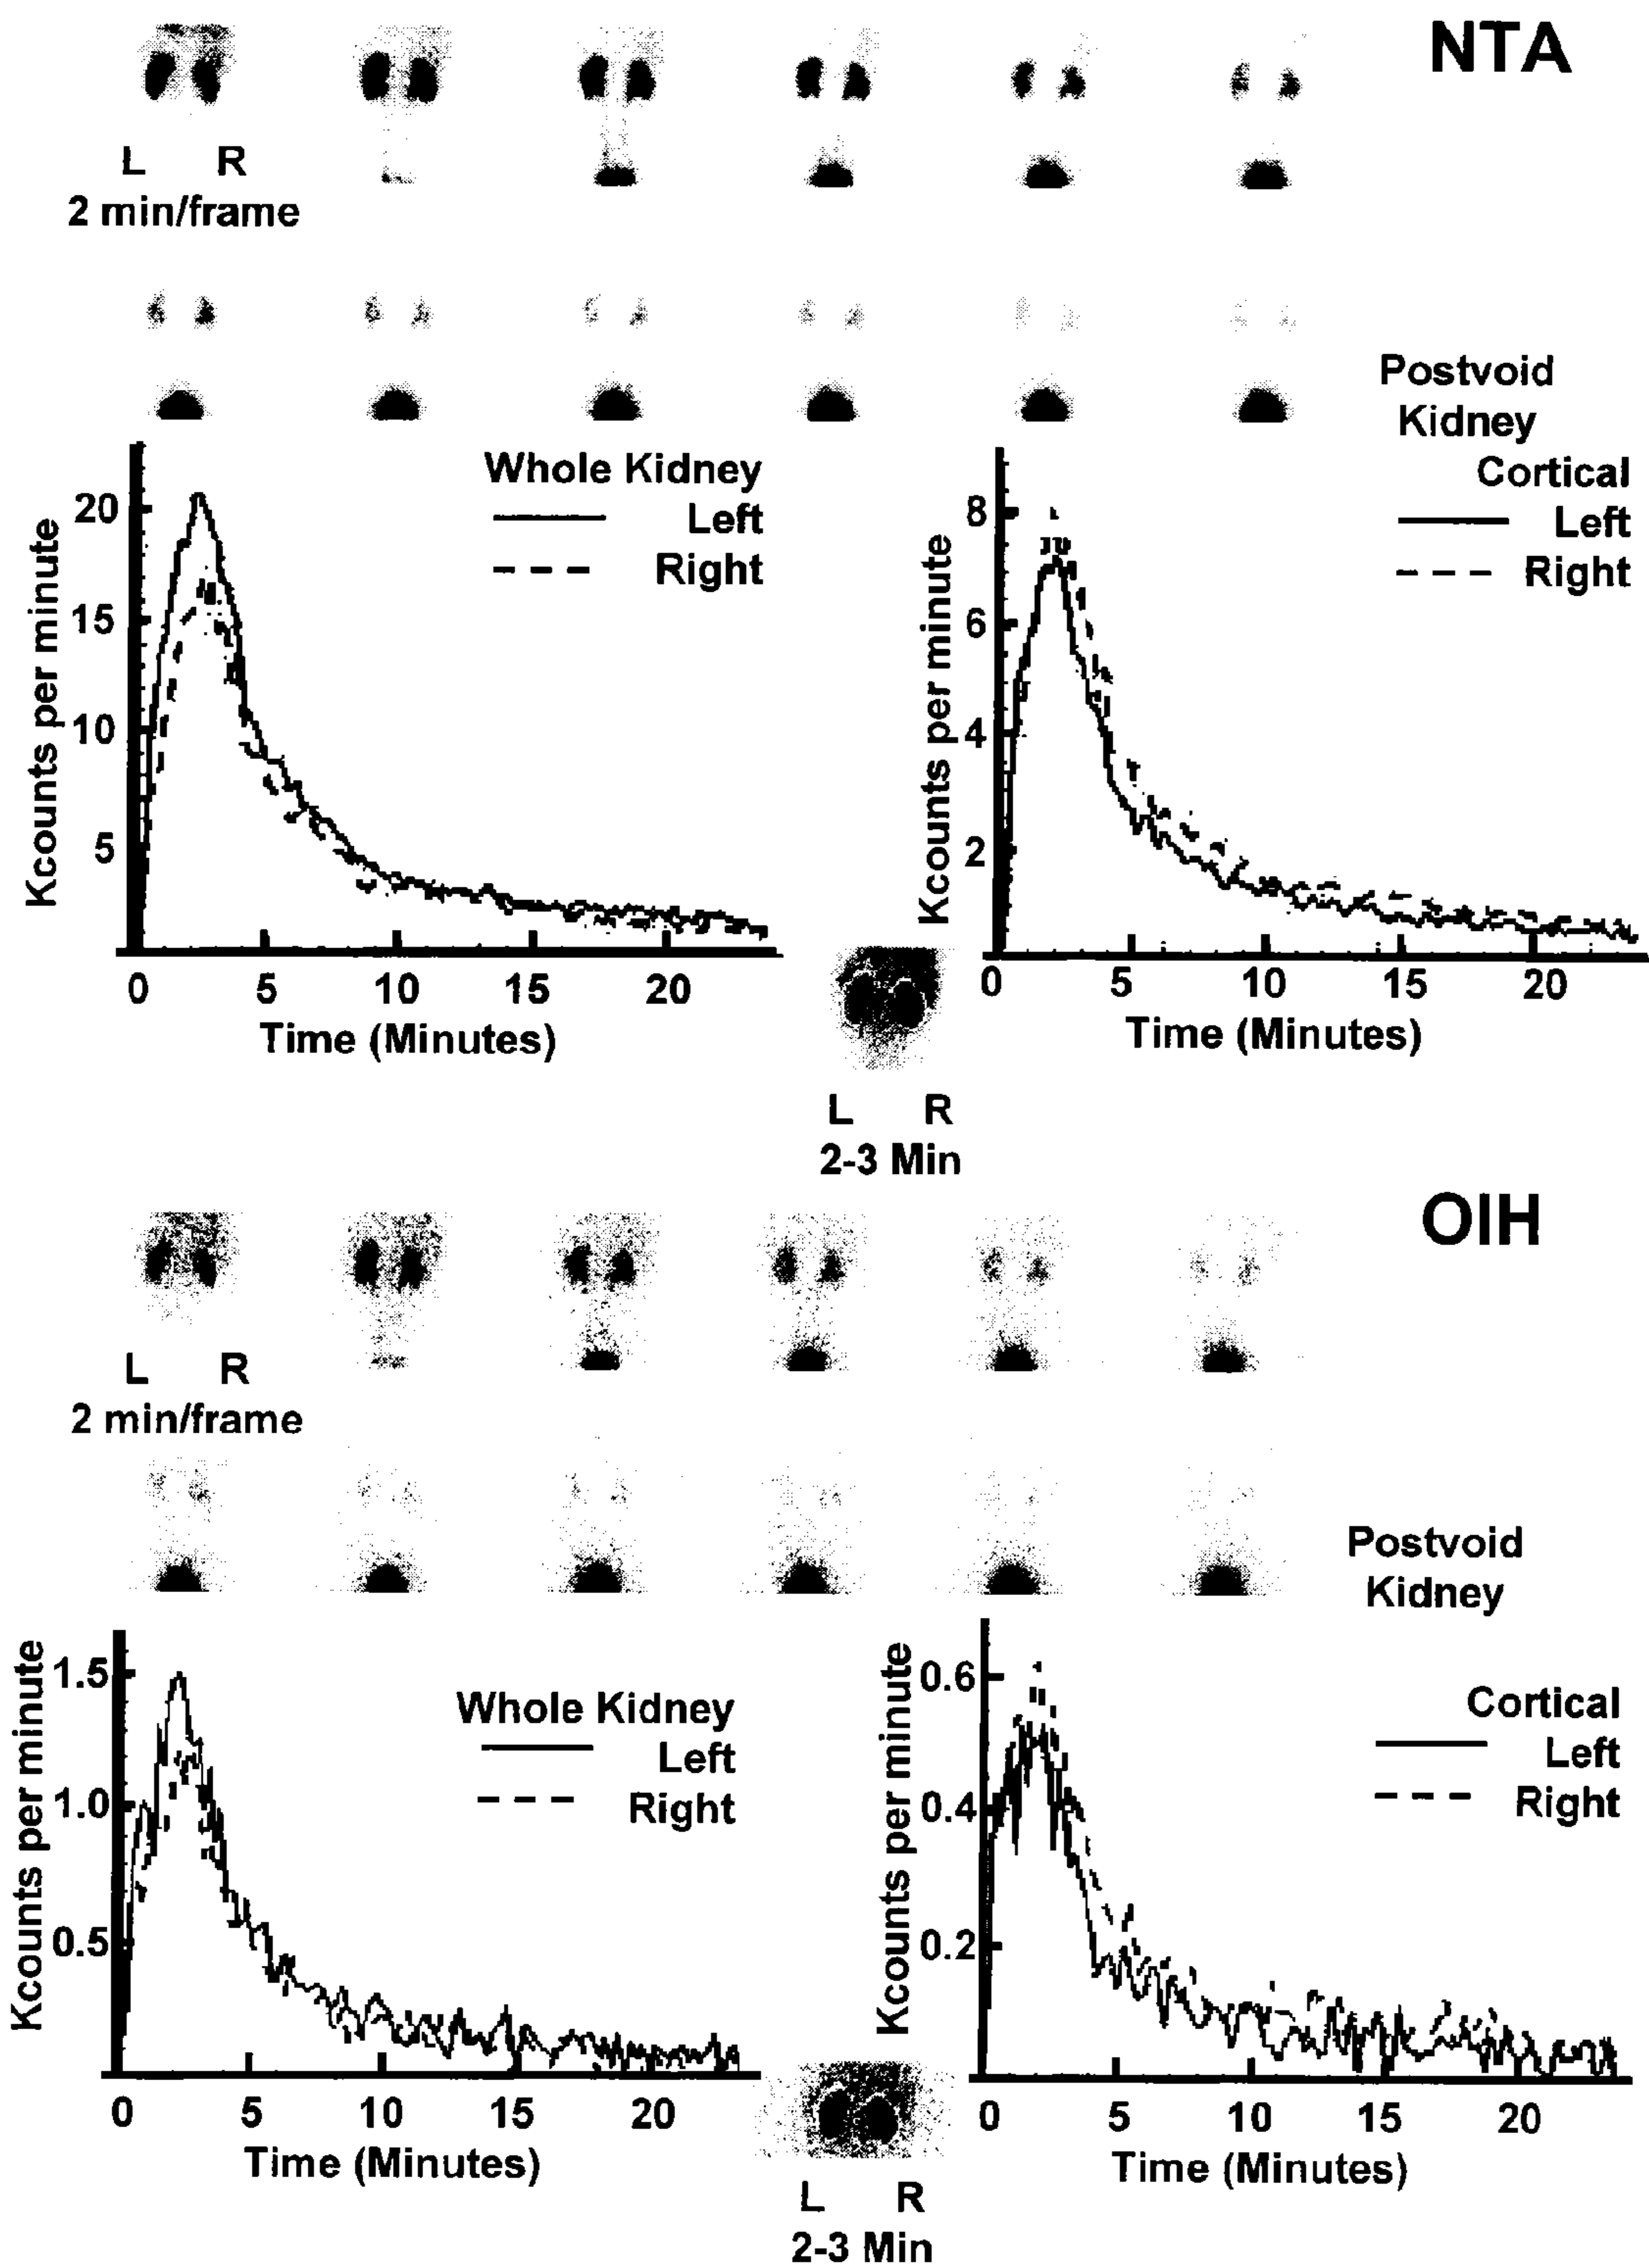 NTA
L R
2 min/frame
Postvoid
Kidney
Whole Kidney
Left
Right
Kcounts per minute
20
15
10
5
0 5 10 15 20
Time (Minutes)
Cortical
Left
Right
Kcounts per minute
8
6
4
2
0 5 10 15 20
Time (Minutes)
L R
2-3 Min
OIH
L R
2 min/frame
Postvoid
Kidney
Whole Kidney
Left
Right
Kcounts per minute
1.5
1.0
0.5
0 5 10 15 20
Time (Minutes)
Cortical
Left
Right
Kcounts per minute
0.6
0.4
0.2
0 5 10 15 20
Time (Minutes)
L R
2-3 Min